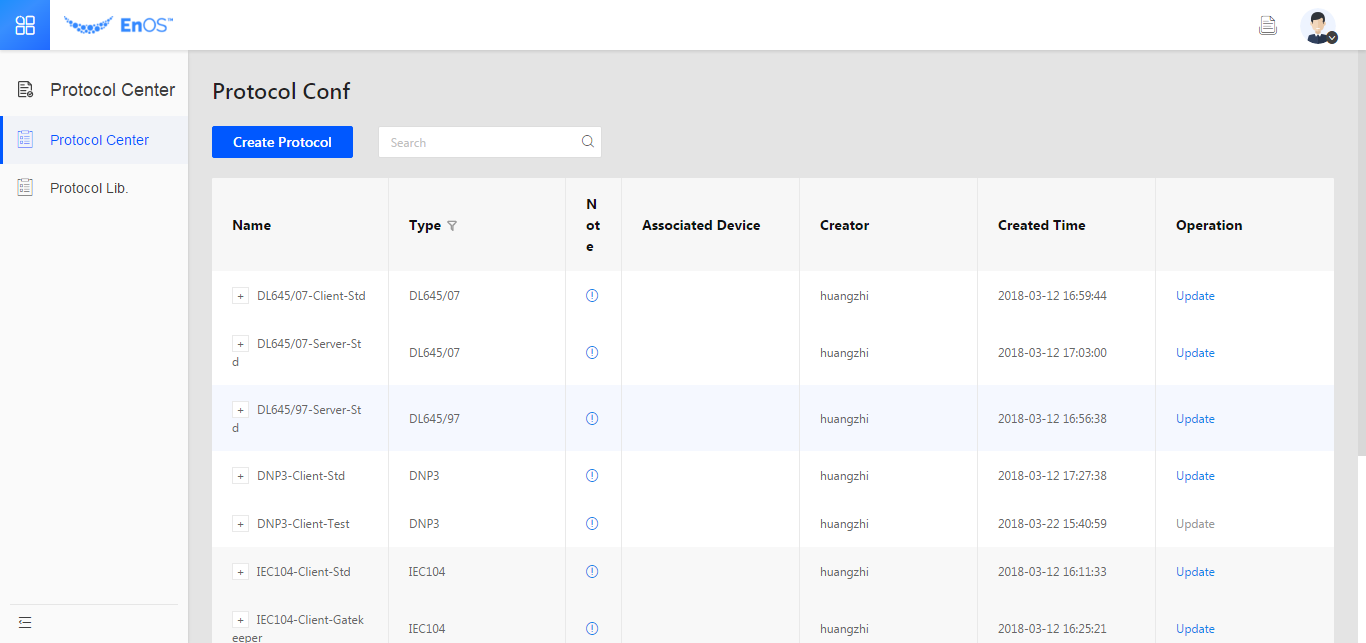 EnOS™
Protocol Center
Protocol Center
Protocol Lib.
Protocol Conf
Create Protocol
Search
Name
Type
N
ot
e
Associated Device
Creator
Created Time
Operation
+ DL645/07-Client-Std
DL645/07
huangzhi
2018-03-12 16:59:44
Update
+ DL645/07-Server-St
d
DL645/07
huangzhi
2018-03-12 17:03:00
Update
+ DL645/97-Server-St
d
DL645/97
huangzhi
2018-03-12 16:56:38
Update
+ DNP3-Client-Std
DNP3
huangzhi
2018-03-12 17:27:38
Update
+ DNP3-Client-Test
DNP3
huangzhi
2018-03-22 15:40:59
Update
+ IEC104-Client-Std
IEC104
huangzhi
2018-03-12 16:11:33
Update
+ IEC104-Client-Gatek
eeper
IEC104
huangzhi
2018-03-12 16:25:21
Update